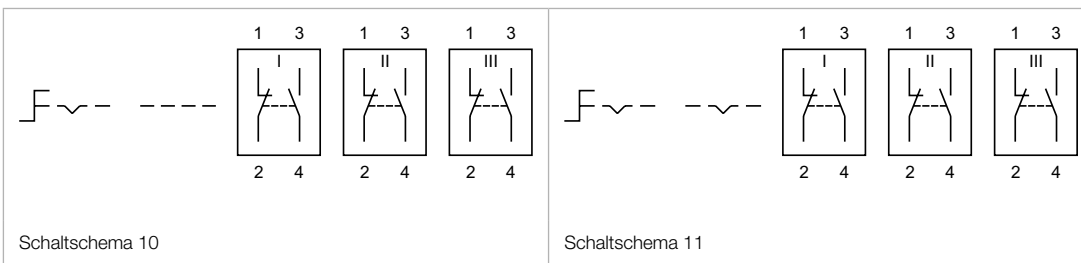 1 3 1 3 1 3
I II III
2 4 2 4 2 4
Schaltschema 10
1 3 1 3 1 3
I II III
2 4 2 4 2 4
Schaltschema 11